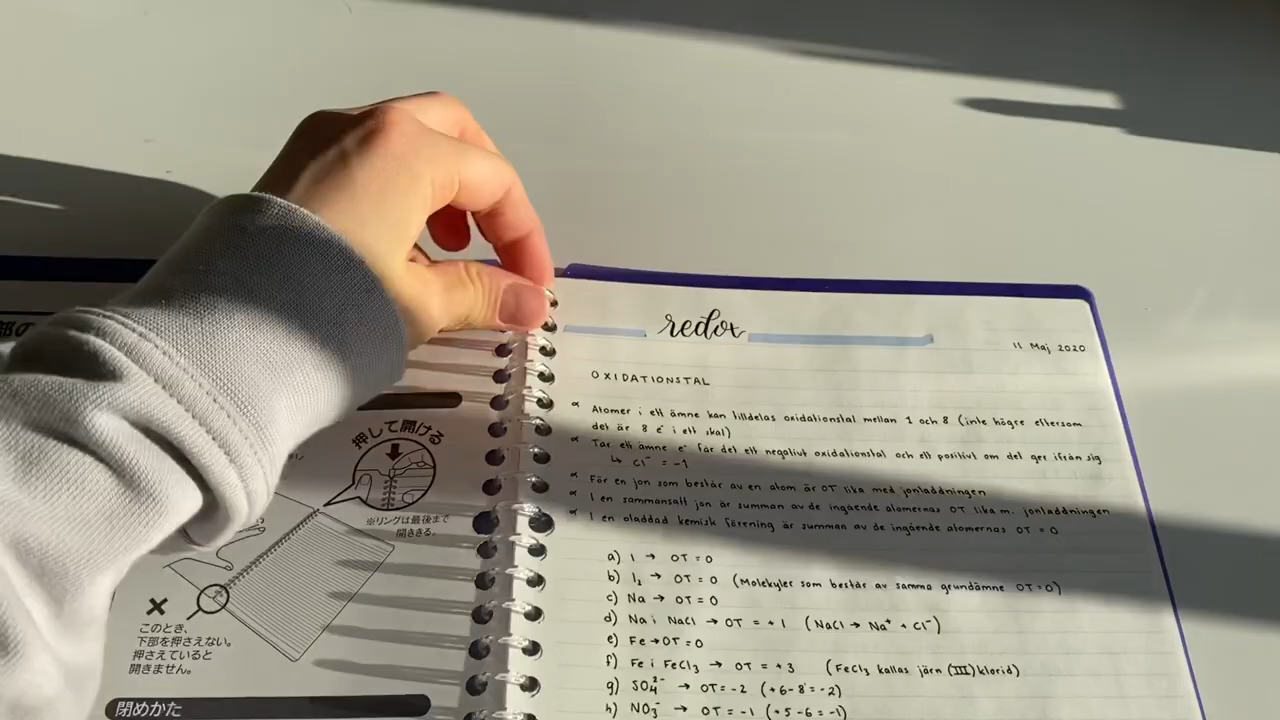 部の
押して開ける
※リングは最後まで
開ききる。
このとき、
下部を押さえない。
押さえていると
開きません。
閉めかた
redox
11 Maj 2020
OXIDATIONSTAL
∝ Atomer i ett ämne kan tilldelas oxidationstal mellan 1 och 8 (inte högre eftersom
det är 8 e⁻ i ett skal)
∝ Tar ett ämne e⁻ får det ett negativt oxidationstal och ett positivt om det ger ifrån sig
↳ Cl⁻ = -1
∝ För en jon som består av en atom är OT lika med jonladdningen
∝ I en sammansatt jon är summan av de ingående atomernas OT lika m. jonladdningen
∝ I en oladdad kemisk förening är summan av de ingående atomernas OT = 0
a) I → OT = 0
b) I₂ → OT = 0 (Molekyler som består av samma grundämne OT=0)
c) Na → OT = 0
d) Na i NaCl → OT = +1 (NaCl → Na⁺ + Cl⁻)
e) Fe → OT = 0
f) Fe i FeCl₃ → OT = +3 (FeCl₃ kallas järn (III) klorid)
g) SO₄²⁻ → OT = -2 (+6-8 = -2)
h) NO₃⁻ → OT = -1 (+5-6 = -1)